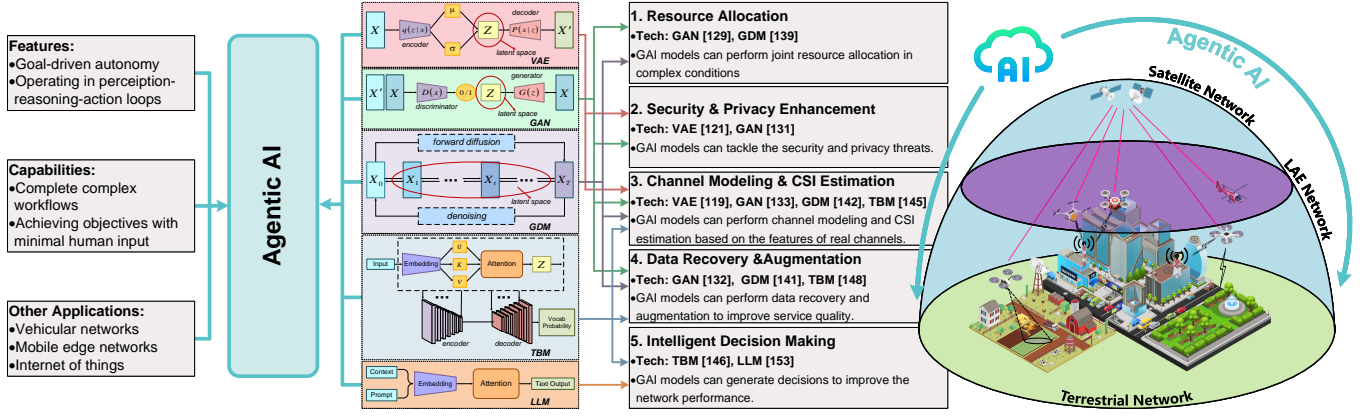 Features:
•Goal-driven autonomy
•Operating in perceiption-
reasoning-action loops
Capabilities:
•Complete complex
workflows
•Achieving objectives with
minimal human input
Other Applications:
•Vehicular networks
•Mobile edge networks
•Internet of things
Agentic AI
X
q(z|x)
encoder
μ
σ
Z
latent space
decoder
P(x|z)
X'
VAE
X'
X
D(x)
discriminator
0/1
Z
latent space
generator
G(z)
X
GAN
forward diffusion
X0
X1
...
Xt
...
XT
latent space
denoising
GDM
Input
Embedding
Q
K
V
Attention
Z
encoder
decoder
Vocab
Probability
TBM
Context
Prompt
Embedding
Attention
Text Output
LLM
1. Resource Allocation
•Tech: GAN [129], GDM [139]
•GAI models can perform joint resource allocation in
complex conditions
2. Security & Privacy Enhancement
•Tech: VAE [121], GAN [131]
•GAI models can tackle the security and privacy threats.
3. Channel Modeling & CSI Estimation
•Tech: VAE [119], GAN [133], GDM [142], TBM [145]
•GAI models can perform channel modeling and CSI
estimation based on the features of real channels.
4. Data Recovery &Augmentation
•Tech: GAN [132], GDM [141], TBM [148]
•GAI models can perform data recovery and
augmentation to improve service quality.
5. Intelligent Decision Making
•Tech: TBM [146], LLM [153]
•GAI models can generate decisions to improve the
network performance.
AI
Agentic AI
Satellite Network
LAE Network
Terrestrial Network